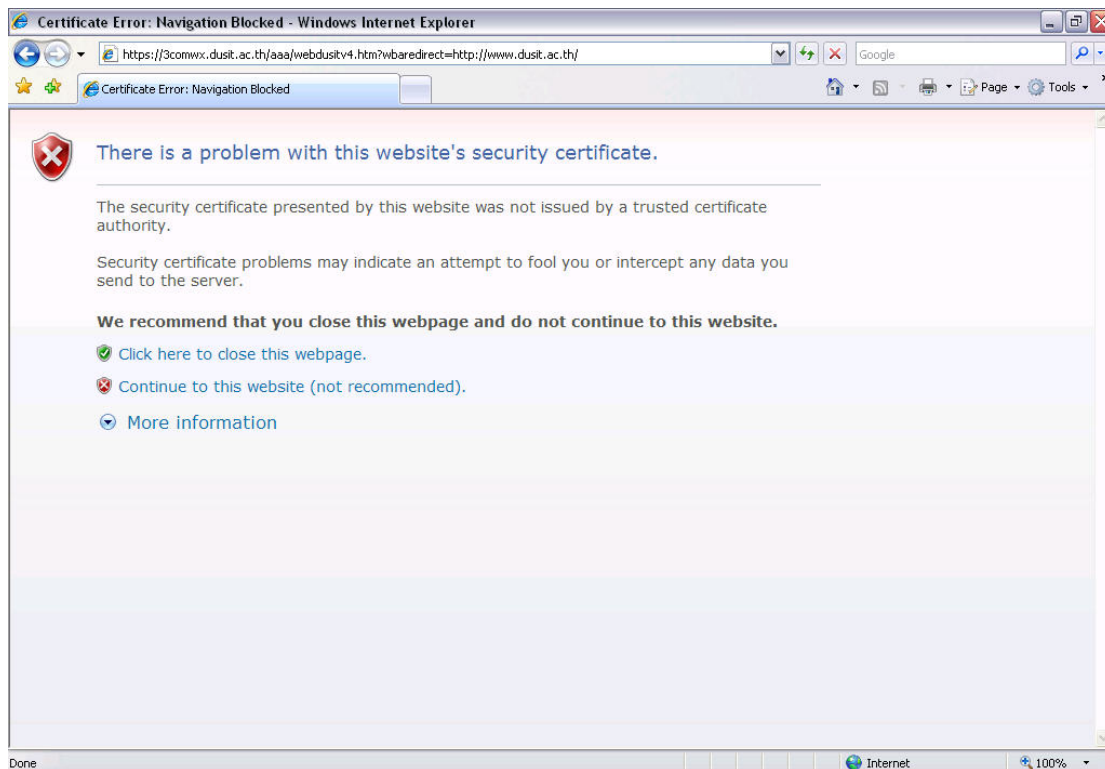 Certificate Error: Navigation Blocked - Windows Internet Explorer
https://3comwx.dusit.ac.th/aaa/webdusitv4.htm?wbaredirect=http://www.dusit.ac.th/
Google
Certificate Error: Navigation Blocked
Page
Tools
There is a problem with this website's security certificate.
The security certificate presented by this website was not issued by a trusted certificate
authority.
Security certificate problems may indicate an attempt to fool you or intercept any data you
send to the server.
We recommend that you close this webpage and do not continue to this website.
Click here to close this webpage.
Continue to this website (not recommended).
More information
Done
Internet
100%